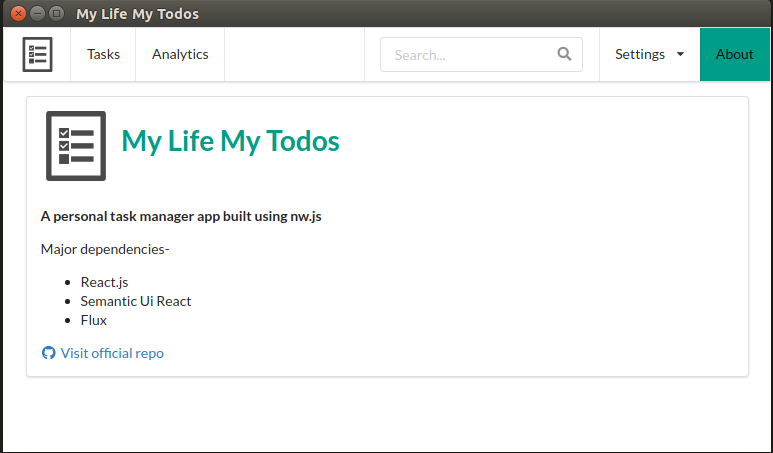 My Life My Todos
Tasks Analytics Search... Settings About
My Life My Todos
A personal task manager app built using nw.js
Major dependencies-
React.js
Semantic Ui React
Flux
Visit official repo